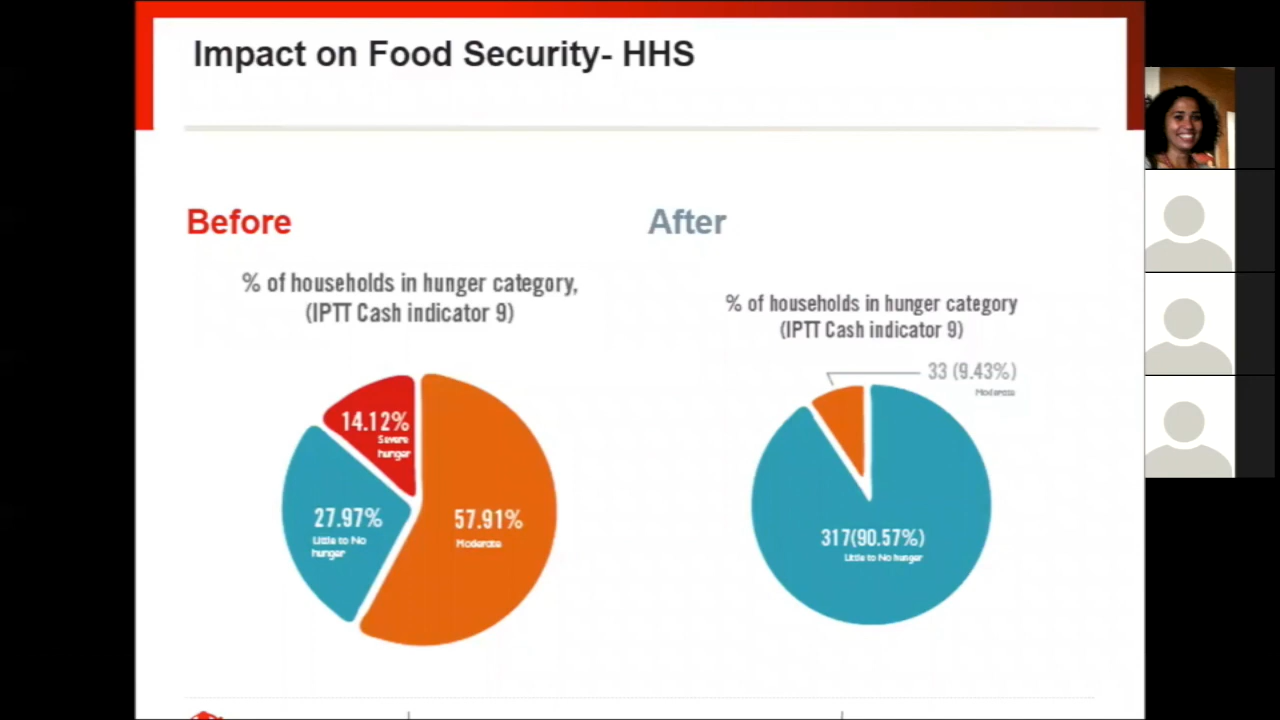 Impact on Food Security- HHS
Before
After
% of households in hunger category,
(IPTT Cash indicator 9)
14.12%
Severe
hunger
27.97%
Little to No
hunger
57.91%
Moderate
% of households in hunger category
(IPTT Cash indicator 9)
33 (9.43%)
Moderate
317(90.57%)
Little to No hunger